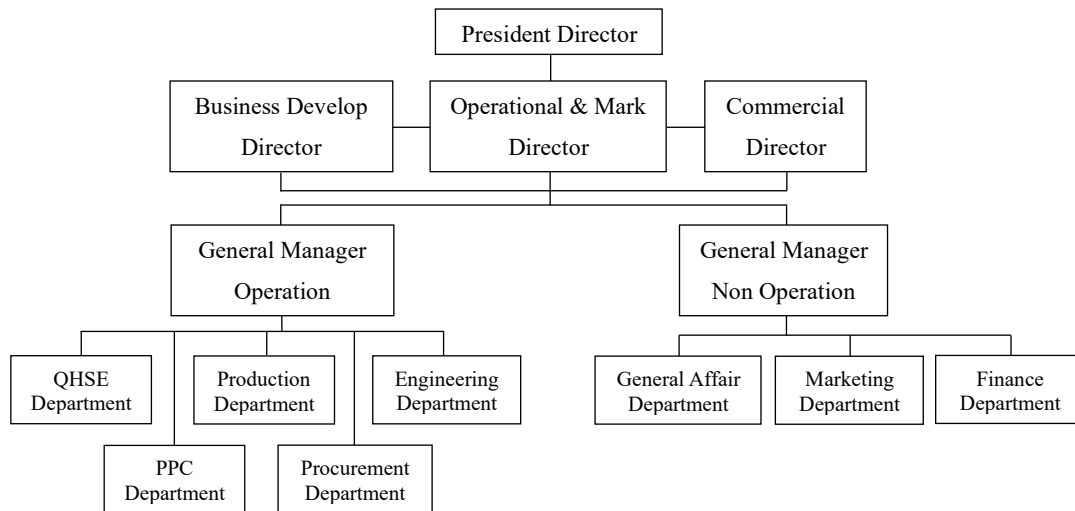 President Director
Business Develop
Director
Operational & Mark
Director
Commercial
Director
General Manager
Operation
General Manager
Non Operation
QHSE
Department
Production
Department
Engineering
Department
General Affair
Department
Marketing
Department
Finance
Department
PPC
Department
Procurement
Department